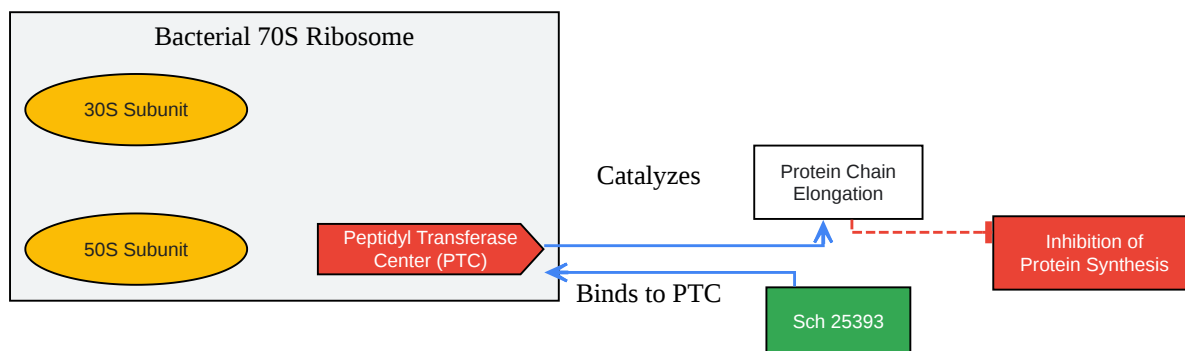 Bacterial 70S Ribosome
30S Subunit
50S Subunit
Peptidyl Transferase
Center (PTC)
Catalyzes
Protein Chain
Elongation
Inhibition of
Protein Synthesis
Binds to PTC
Sch 25393